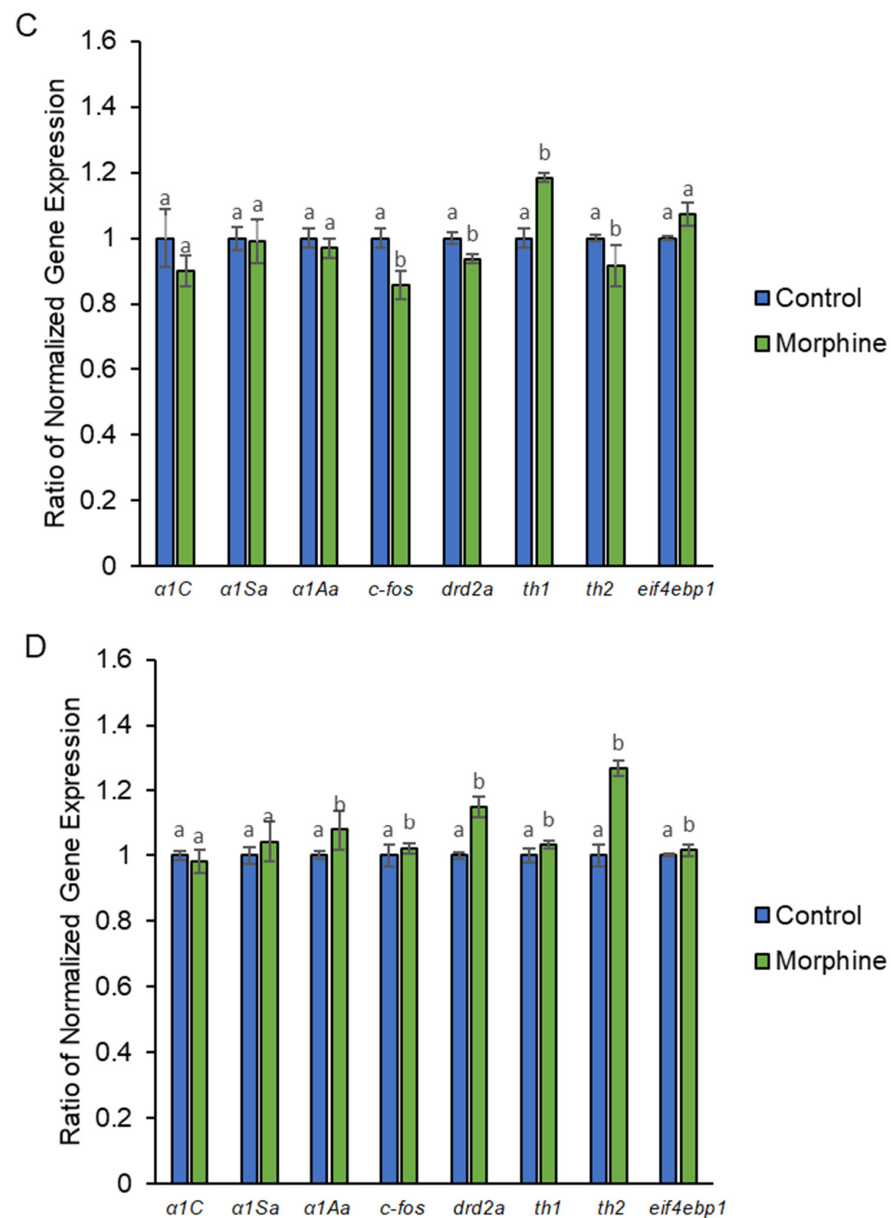 C
Ratio of Normalized Gene Expression
1.6
1.4
1.2
1
0.8
0.6
0.4
0.2
0
a a a a a a a b a b a b a b a a
α1C α1Sa α1Aa c-fos drd2a th1 th2 eif4ebp1
Control
Morphine
D
Ratio of Normalized Gene Expression
1.6
1.4
1.2
1
0.8
0.6
0.4
0.2
0
a a a a a b a b a b a b a b a b
α1C α1Sa α1Aa c-fos drd2a th1 th2 eif4ebp1
Control
Morphine